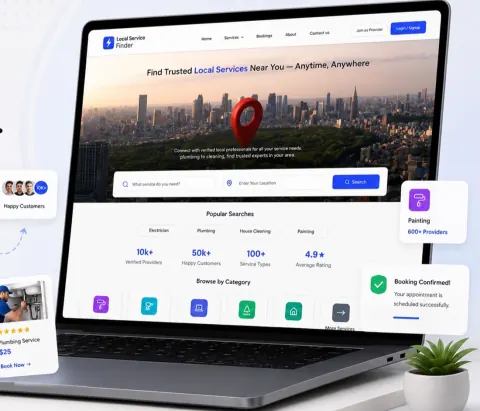 Local Service
Finder
Home
Services
Bookings
About
Contact us
Join as Provider
Login / Signup
Find Trusted Local Services Near You — Anytime, Anywhere
Connect with verified local professionals for all your service needs.
plumbing to cleaning, find trusted experts in your area.
What service do you need?
Enter Your Location
Search
Popular Searches
Electrician
Plumbing
House Cleaning
Painting
10k+
Verified Providers
50k+
Happy Customers
100+
Service Types
4.9★
Average Rating
Browse by Category
More Services
10K+
Happy Customers
Plumbing Service
$25
Book Now →
Painting
600+ Providers
Booking Confirmed!
Your appointment is
scheduled successfully.